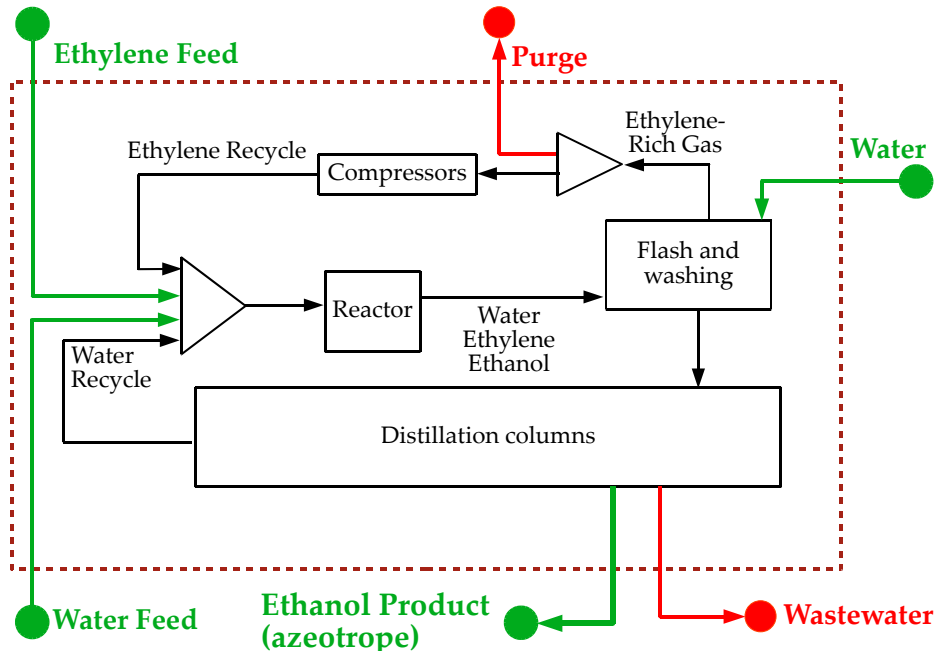 Ethylene Feed
Purge
Ethylene-
Rich Gas
Water
Ethylene Recycle
Compressors
Flash and
washing
Reactor
Water
Ethylene
Ethanol
Water
Recycle
Distillation columns
Water Feed
Ethanol Product
(azeotrope)
Wastewater